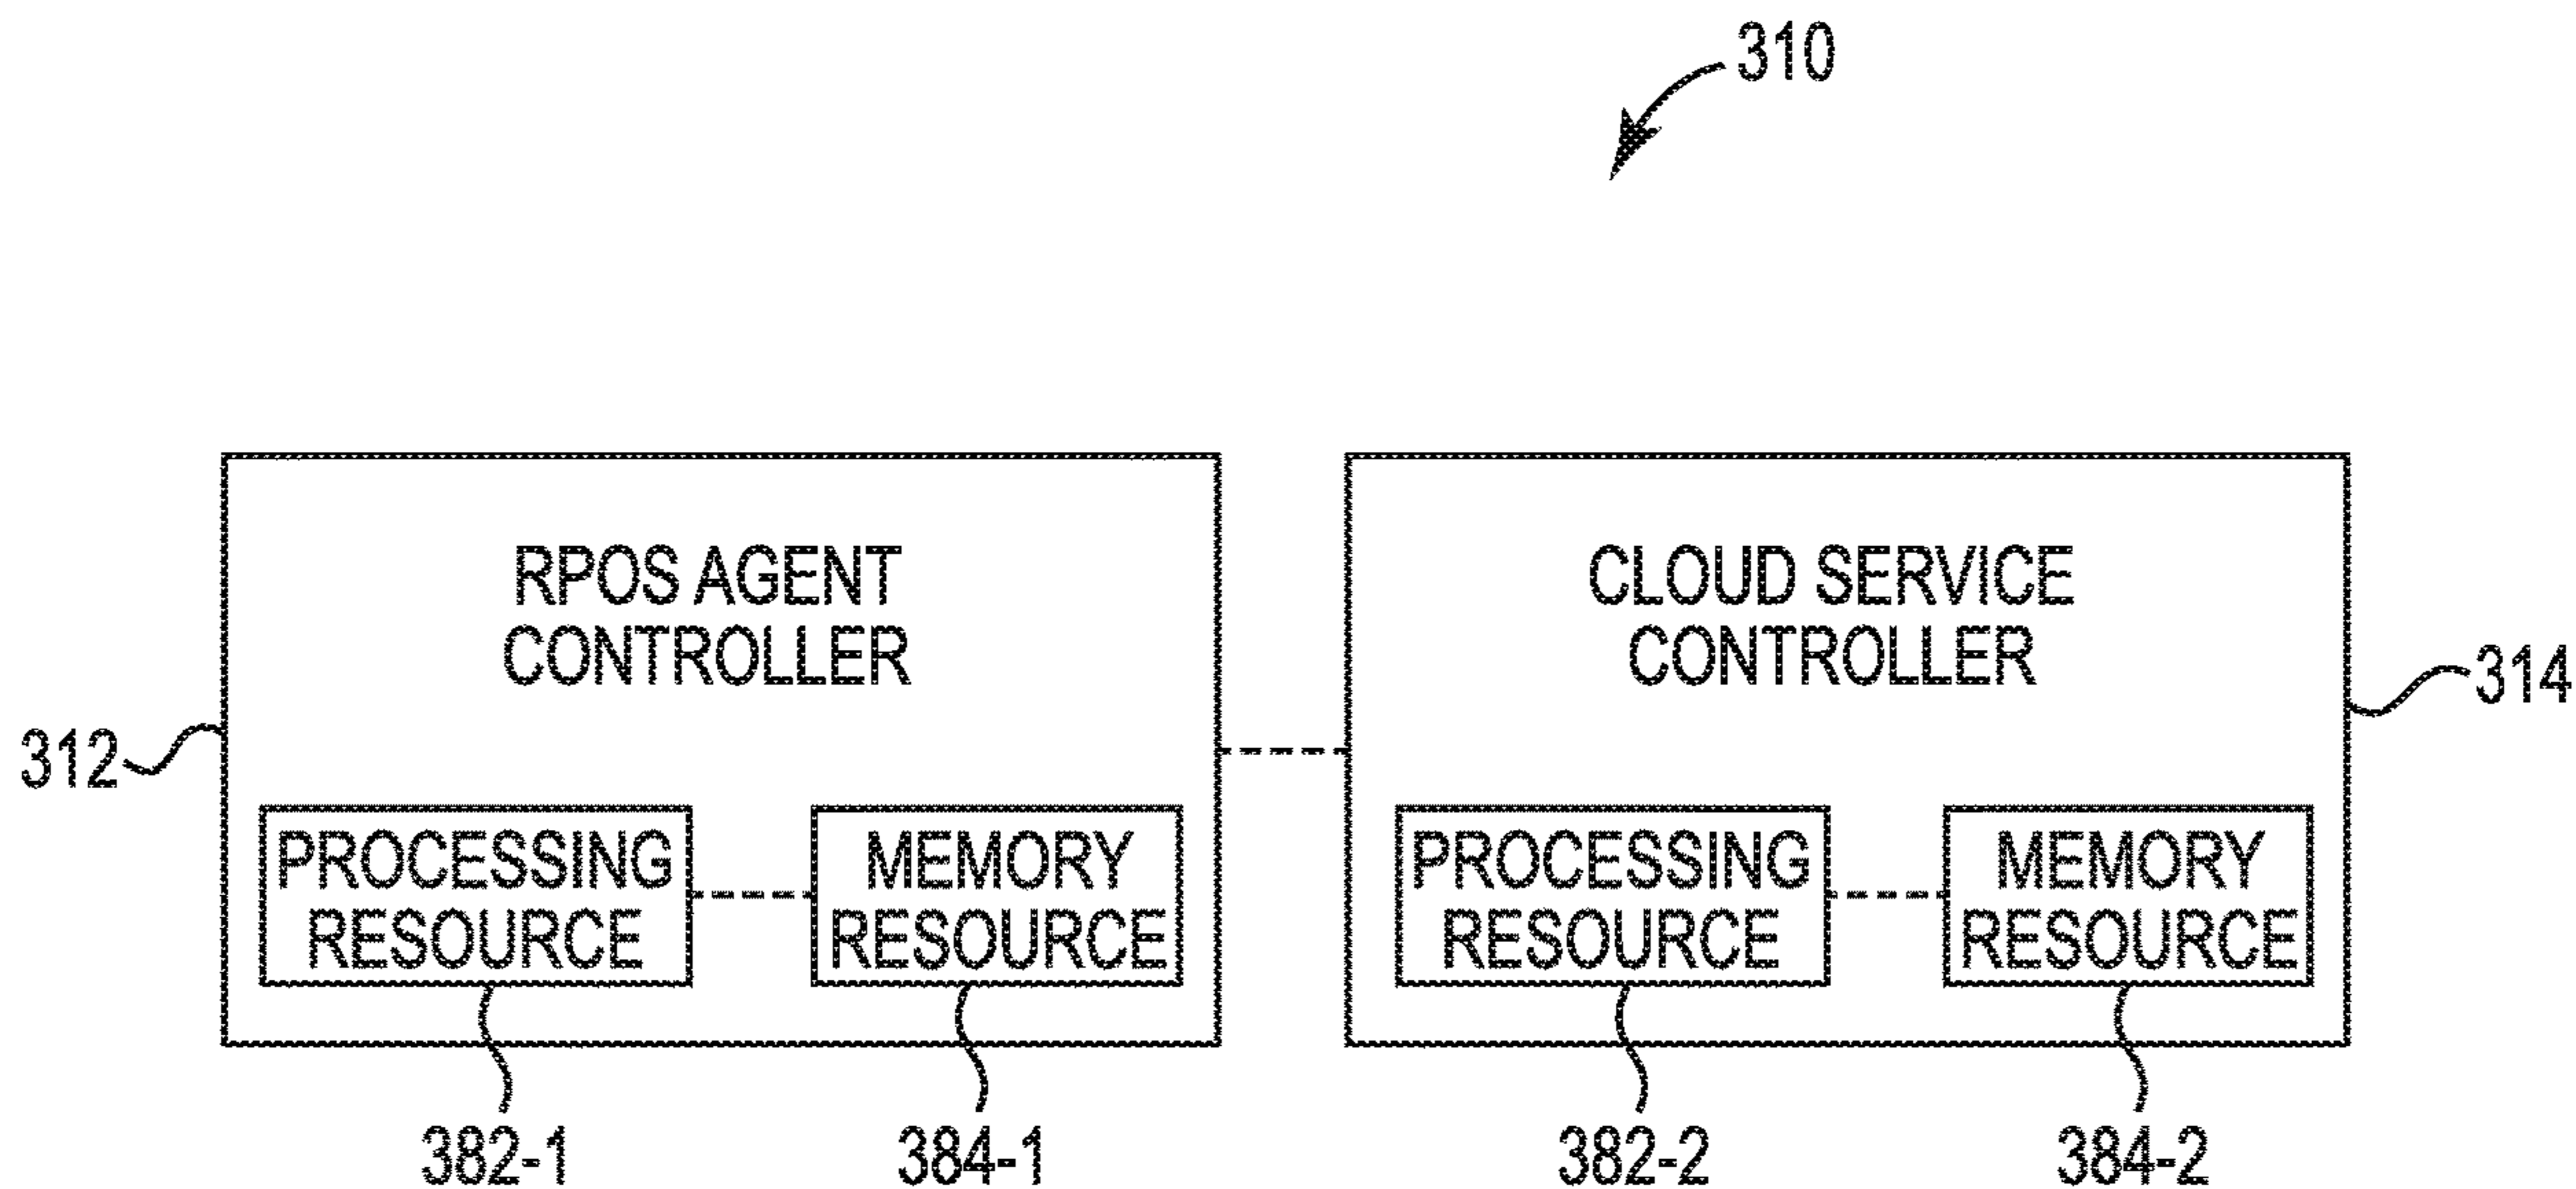 310
RPOS AGENT
CONTROLLER
CLOUD SERVICE
CONTROLLER
312
314
PROCESSING
RESOURCE
MEMORY
RESOURCE
PROCESSING
RESOURCE
MEMORY
RESOURCE
382-1
384-1
382-2
384-2